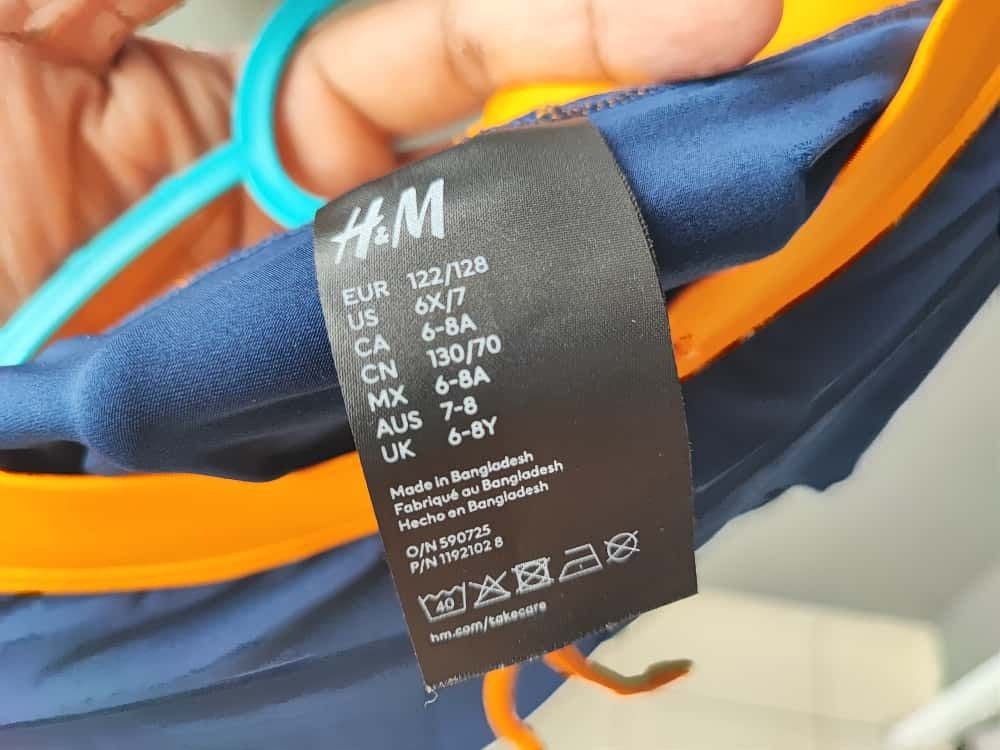 H&M
EUR 122/128
US 6X/7
CA 6-8A
CN 130/70
MX 6-8A
AUS 7-8
UK 6-8Y
Made in Bangladesh
Fabriqué au Bangladesh
Hecho en Bangladesh
O/N 590725
P/N 1192102 8
40
hm.com/takecare